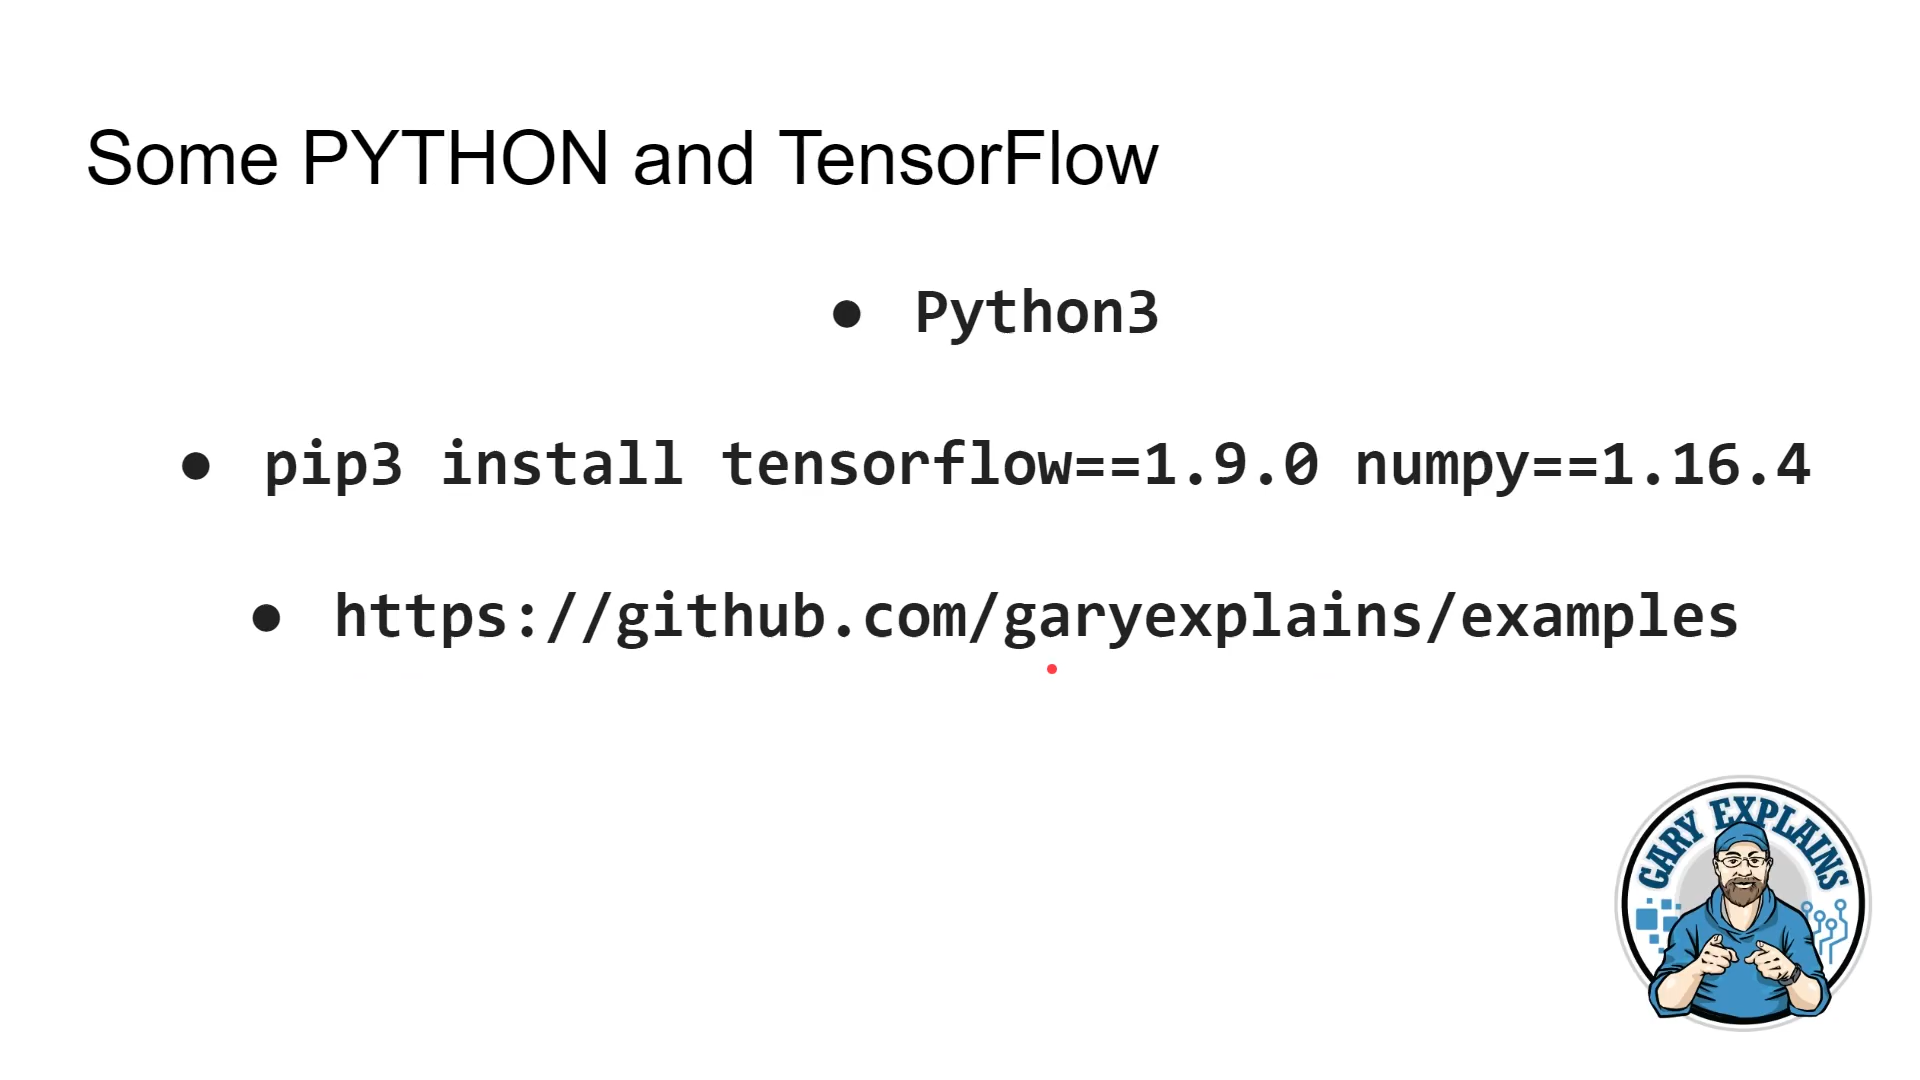 Some PYTHON and TensorFlow
● Python3
● pip3 install tensorflow==1.9.0 numpy==1.16.4
● https://github.com/garyexplains/examples
GARY EXPLAINS